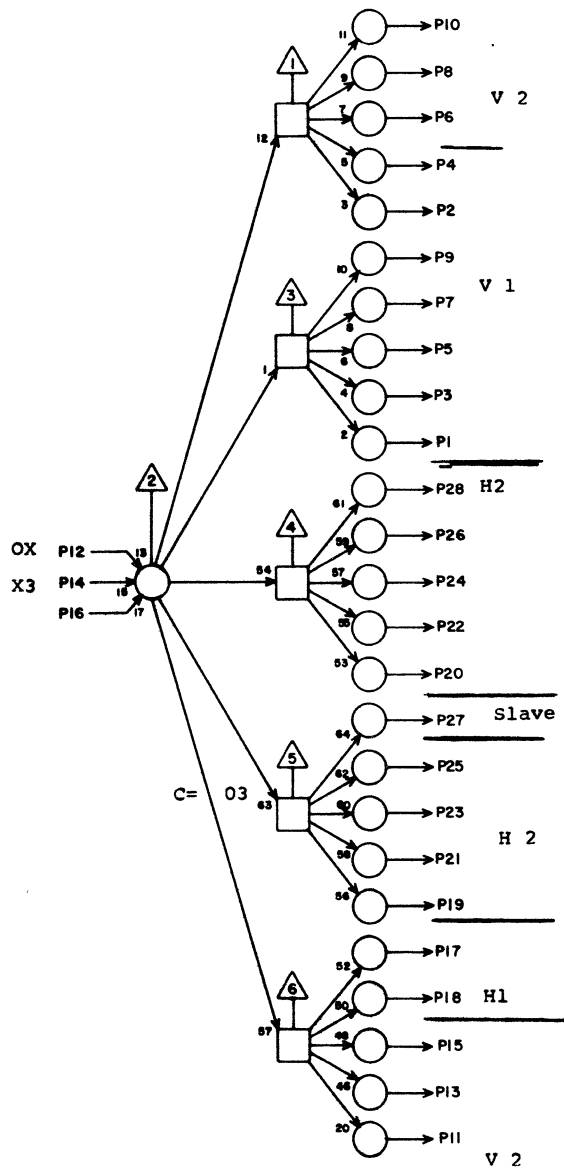 11 P10
1 9 P8
V 2
7 P6
12 5 P4
3 P2
10 P9
V 1
3 8 P7
6 P5
1 4 P3
2 P1
61 P28 H2
2 59 P26
4
OX P12 13 54 57 P24
X3 P14 15
P16 17 55 P22
53 P20
64 P27 Slave
5 62 P25
C= 03 63 60 P23
H 2
58 P21
56 P19
52 P17
6 50 P18 H1
57 48 P15
46 P13
20 P11
V 2